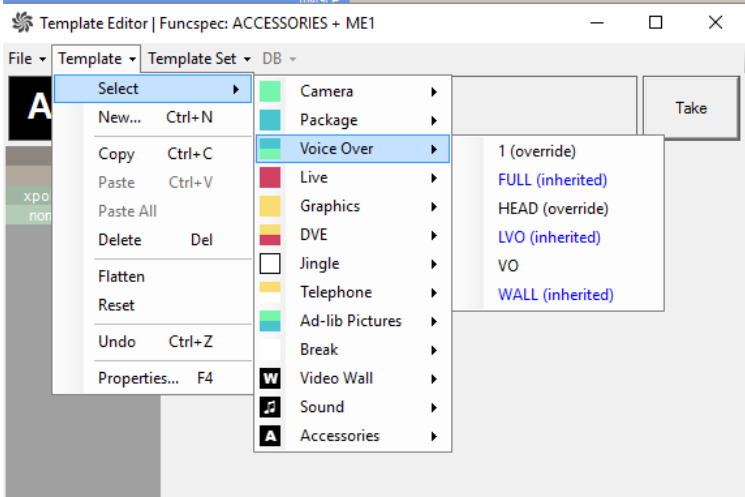 Template Editor | Funcspec: ACCESSORIES + ME1
File Template Template Set DB
A
Take
xpo
non
Select
New... Ctrl+N
Copy Ctrl+C
Paste Ctrl+V
Paste All
Delete Del
Flatten
Reset
Undo Ctrl+Z
Properties... F4
Camera
Package
Voice Over
Live
Graphics
DVE
Jingle
Telephone
Ad-lib Pictures
Break
W Video Wall
Sound
A Accessories
1 (override)
FULL (inherited)
HEAD (override)
LVO (inherited)
VO
WALL (inherited)